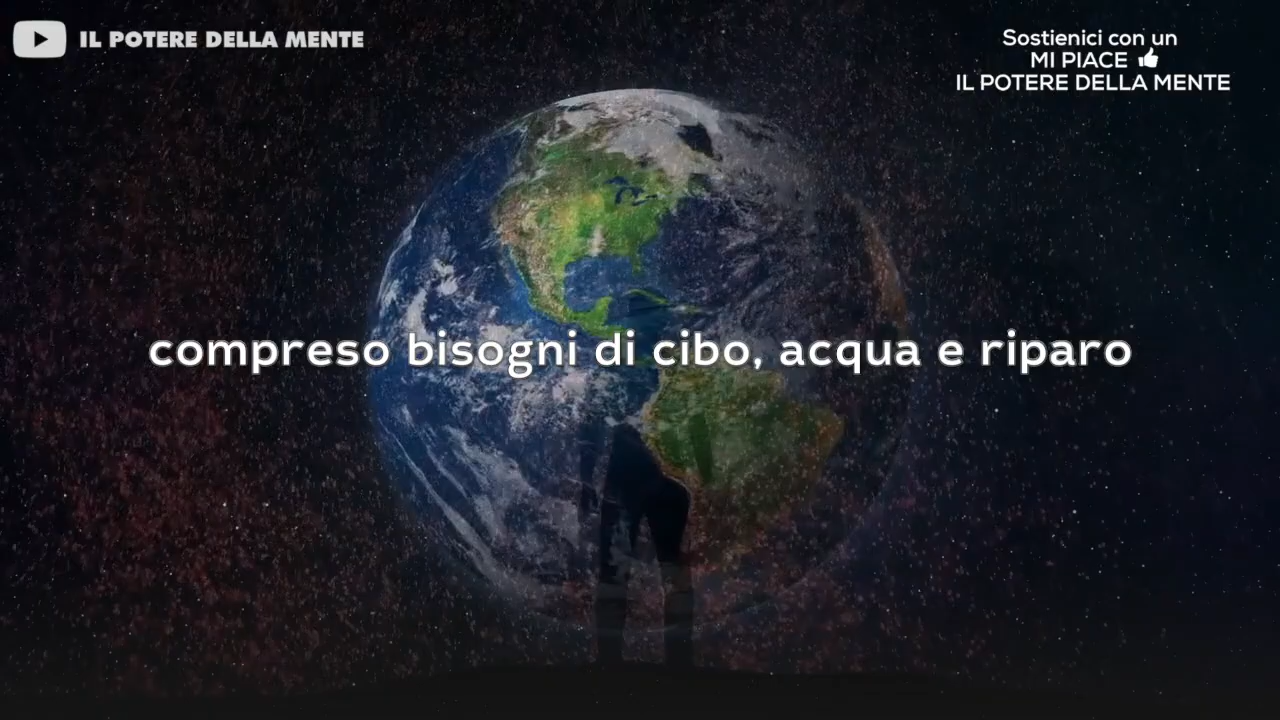 IL POTERE DELLA MENTE
Sostienici con un
MI PIACE
IL POTERE DELLA MENTE
compreso bisogni di cibo, acqua e riparo